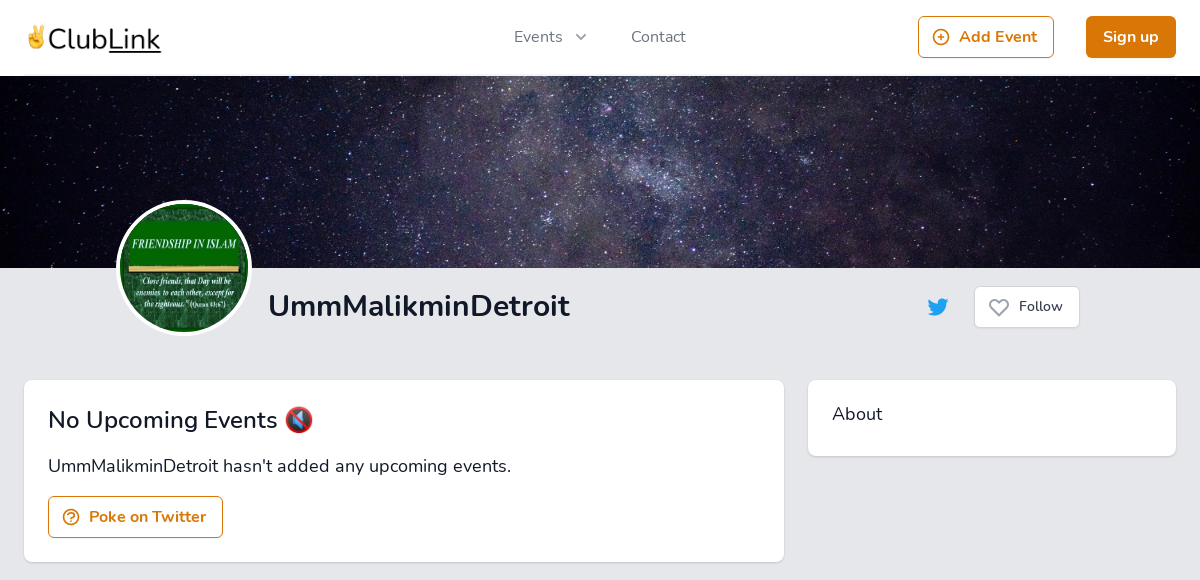 ClubLink
Events
Contact
Add Event
Sign up
FRIENDSHIP IN ISLAM
"Close friends, that Day will be
enemies to each other, except for
the righteous." (Quran 43:67)
UmmMalikminDetroit
Follow
No Upcoming Events
UmmMalikminDetroit hasn't added any upcoming events.
Poke on Twitter
About